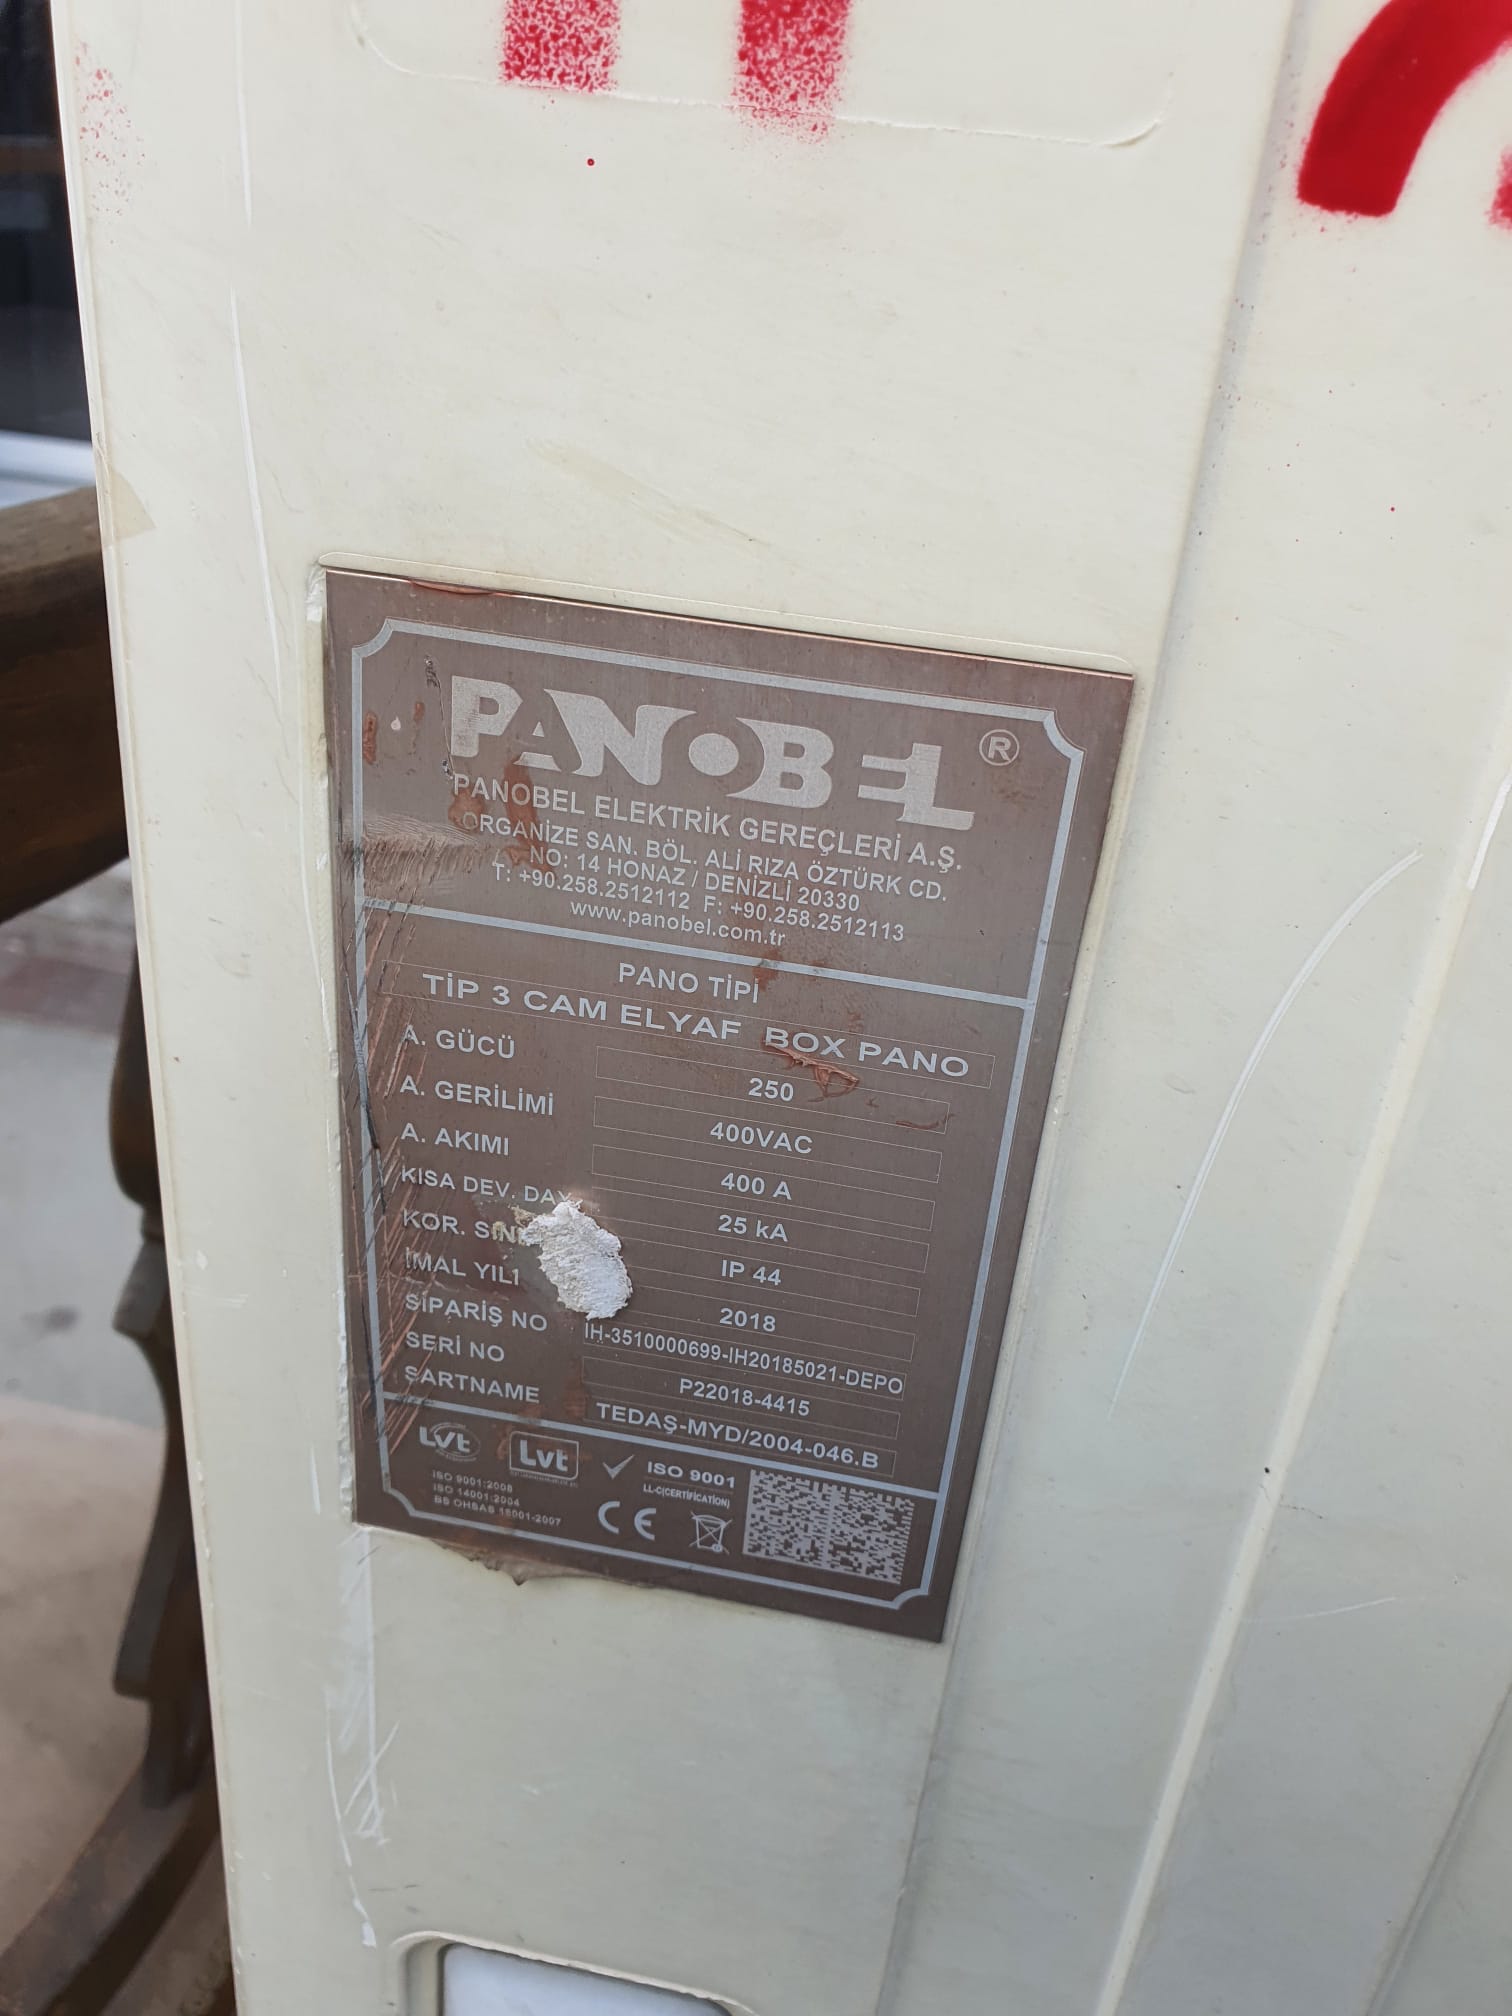 PANOBEL ®
PANOBEL ELEKTRİK GEREÇLERİ A.Ş.
ORGANİZE SAN. BÖL. ALİ RIZA ÖZTÜRK CD.
NO: 14 HONAZ / DENİZLİ 20330
T: +90.258.2512112 F: +90.258.2512113
www.panobel.com.tr
PANO TİPİ
TİP 3 CAM ELYAF BOX PANO
A. GÜCÜ 250
A. GERİLİMİ 400VAC
A. AKIMI 400 A
KISA DEV. DAY. 25 kA
KOR. IP 44
İMAL YILI 2018
SİPARİŞ NO IH-3510000699-IH20185021-DEPO
SERİ NO P22018-4415
ŞARTNAME TEDAŞ-MYD/2004-046.B
Lvt Lvt ISO 9001
LL-C(CERTIFICATION)
ISO 9001:2008
ISO 14001:2004
BS OHSAS 18001-2007
CE